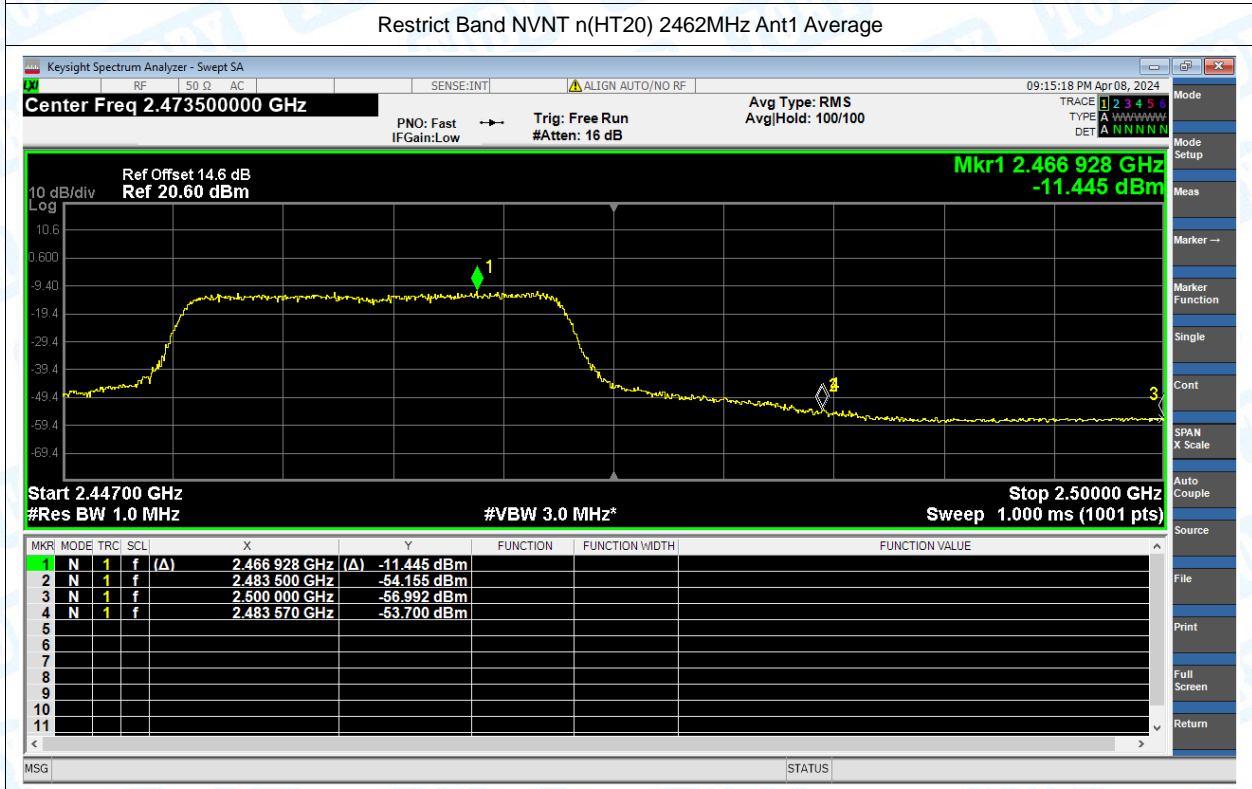 Restrict Band NVNT n(HT20) 2462MHz Ant1 Average
Keysight Spectrum Analyzer - Swept SA
LXI RF 50 Ω AC SENSE:INT ALIGN AUTO/NO RF 09:15:18 PM Apr 08, 2024
Center Freq 2.473500000 GHz
PNO: Fast
IFGain:Low
Trig: Free Run
#Atten: 16 dB
Avg Type: RMS
Avg|Hold: 100/100
TRACE 1 2 3 4 5 6
TYPE A WWWWW
DET A N N N N N
Mkr1 2.466 928 GHz
-11.445 dBm
Ref Offset 14.6 dB
10 dB/div Ref 20.60 dBm
Log
10.6
0.600
-9.40
-19.4
-29.4
-39.4
-49.4
-59.4
-69.4
1
3
Start 2.44700 GHz Stop 2.50000 GHz
#Res BW 1.0 MHz #VBW 3.0 MHz* Sweep 1.000 ms (1001 pts)
MKR MODE TRC SCL X Y FUNCTION FUNCTION WIDTH FUNCTION VALUE
1 N 1 f (Δ) 2.466 928 GHz (Δ) -11.445 dBm
2 N 1 f 2.483 500 GHz -54.155 dBm
3 N 1 f 2.500 000 GHz -56.992 dBm
4 N 1 f 2.483 570 GHz -53.700 dBm
5
6
7
8
9
10
11
MSG STATUS
Mode
Mode
Setup
Meas
Marker →
Marker
Function
Single
Cont
SPAN
X Scale
Auto
Couple
Source
File
Print
Full
Screen
Return